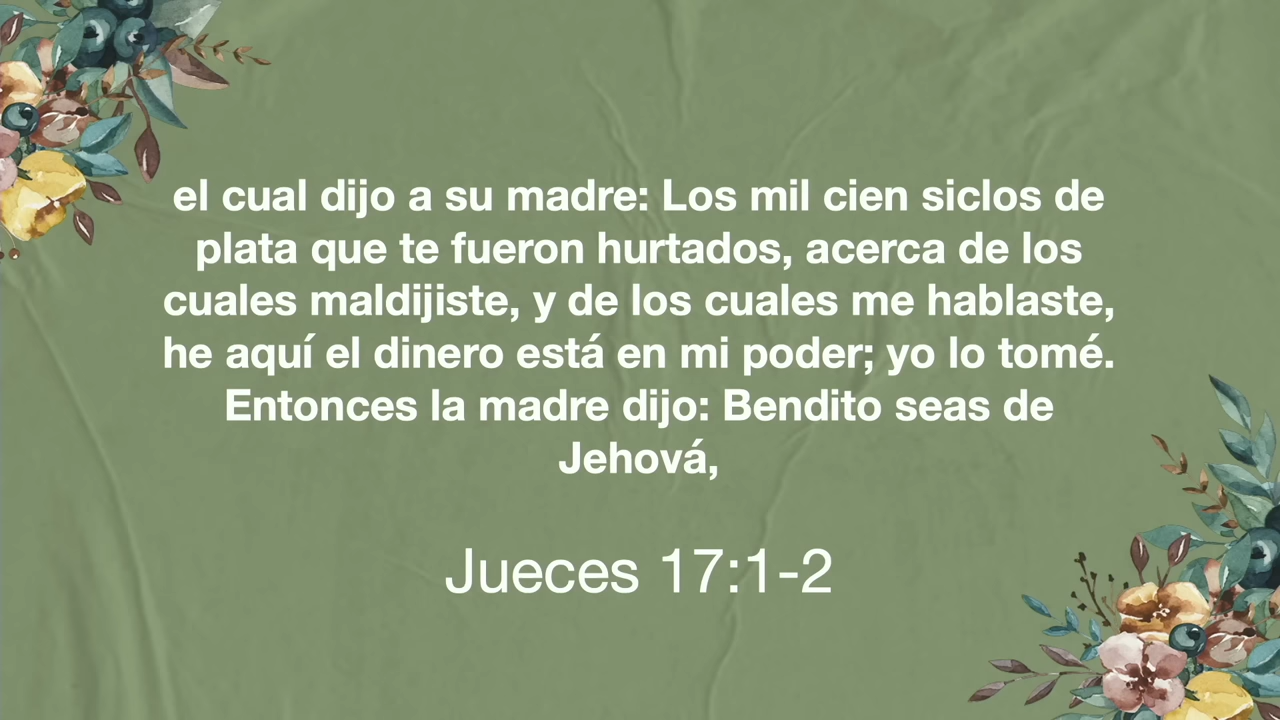 el cual dijo a su madre: Los mil cien siclos de
plata que te fueron hurtados, acerca de los
cuales maldijiste, y de los cuales me hablaste,
he aquí el dinero está en mi poder; yo lo tomé.
Entonces la madre dijo: Bendito seas de
Jehová,
Jueces 17:1-2